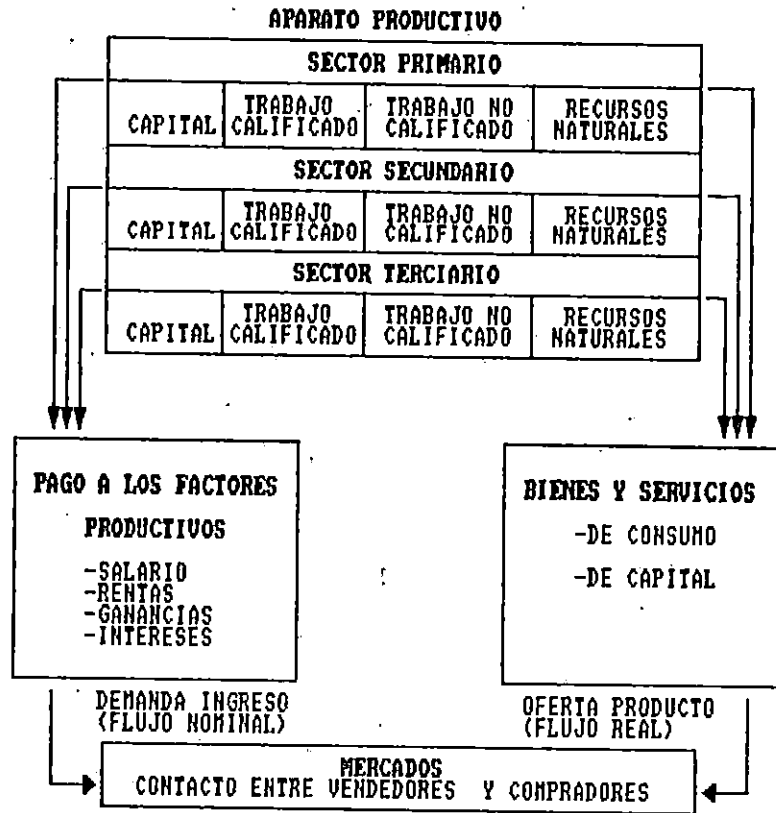 APARATO PRODUCTIVO
SECTOR PRIMARIO
CAPITAL
TRABAJO
CALIFICADO
TRABAJO NO
CALIFICADO
RECURSOS
NATURALES
SECTOR SECUNDARIO
CAPITAL
TRABAJO
CALIFICADO
TRABAJO NO
CALIFICADO
RECURSOS
NATURALES
SECTOR TERCIARIO
CAPITAL
TRABAJO
CALIFICADO
TRABAJO NO
CALIFICADO
RECURSOS
NATURALES
PAGO A LOS FACTORES
PRODUCTIVOS
-SALARIO
-RENTAS
-GANANCIAS
-INTERESES
BIENES Y SERVICIOS
-DE CONSUMO
-DE CAPITAL
DEMANDA INGRESO
(FLUJO NOMINAL)
OFERTA PRODUCTO
(FLUJO REAL)
MERCADOS
CONTACTO ENTRE VENDEDORES Y COMPRADORES